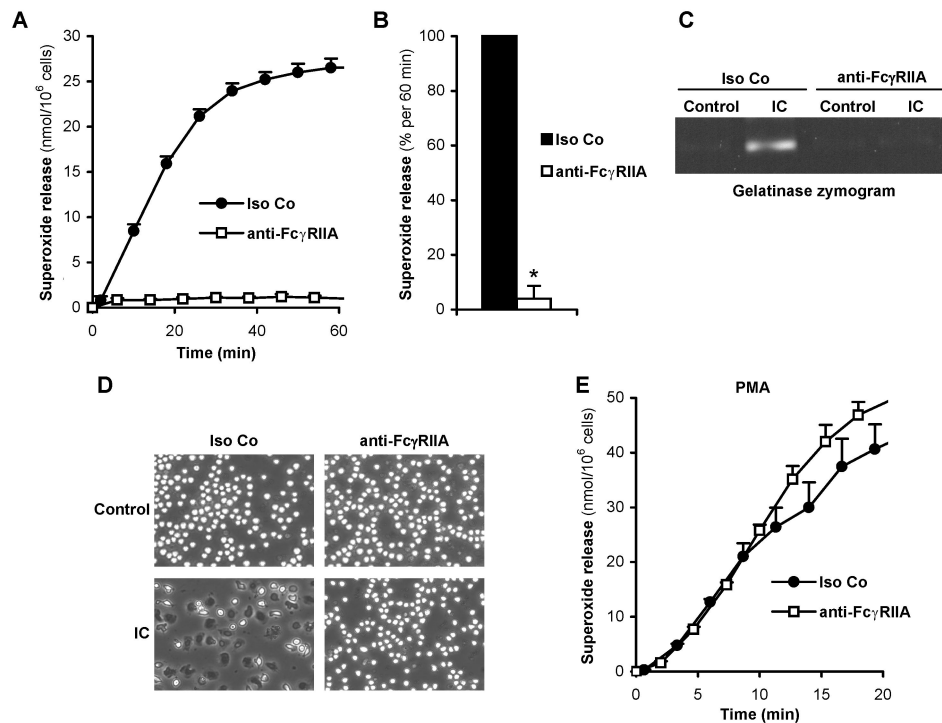 A
Superoxide release (nmol/10⁶ cells)
30
25
20
15
10
5
0
Iso Co
anti-FcγRIIA
0 20 40 60
Time (min)
B
Superoxide release (% per 60 min)
100
80
60
40
20
0
Iso Co
anti-FcγRIIA
*
C
Iso Co anti-FcγRIIA
Control IC Control IC
Gelatinase zymogram
D
Iso Co anti-FcγRIIA
Control
IC
E
PMA
Superoxide release (nmol/10⁶ cells)
50
40
30
20
10
0
Iso Co
anti-FcγRIIA
0 5 10 15 20
Time (min)